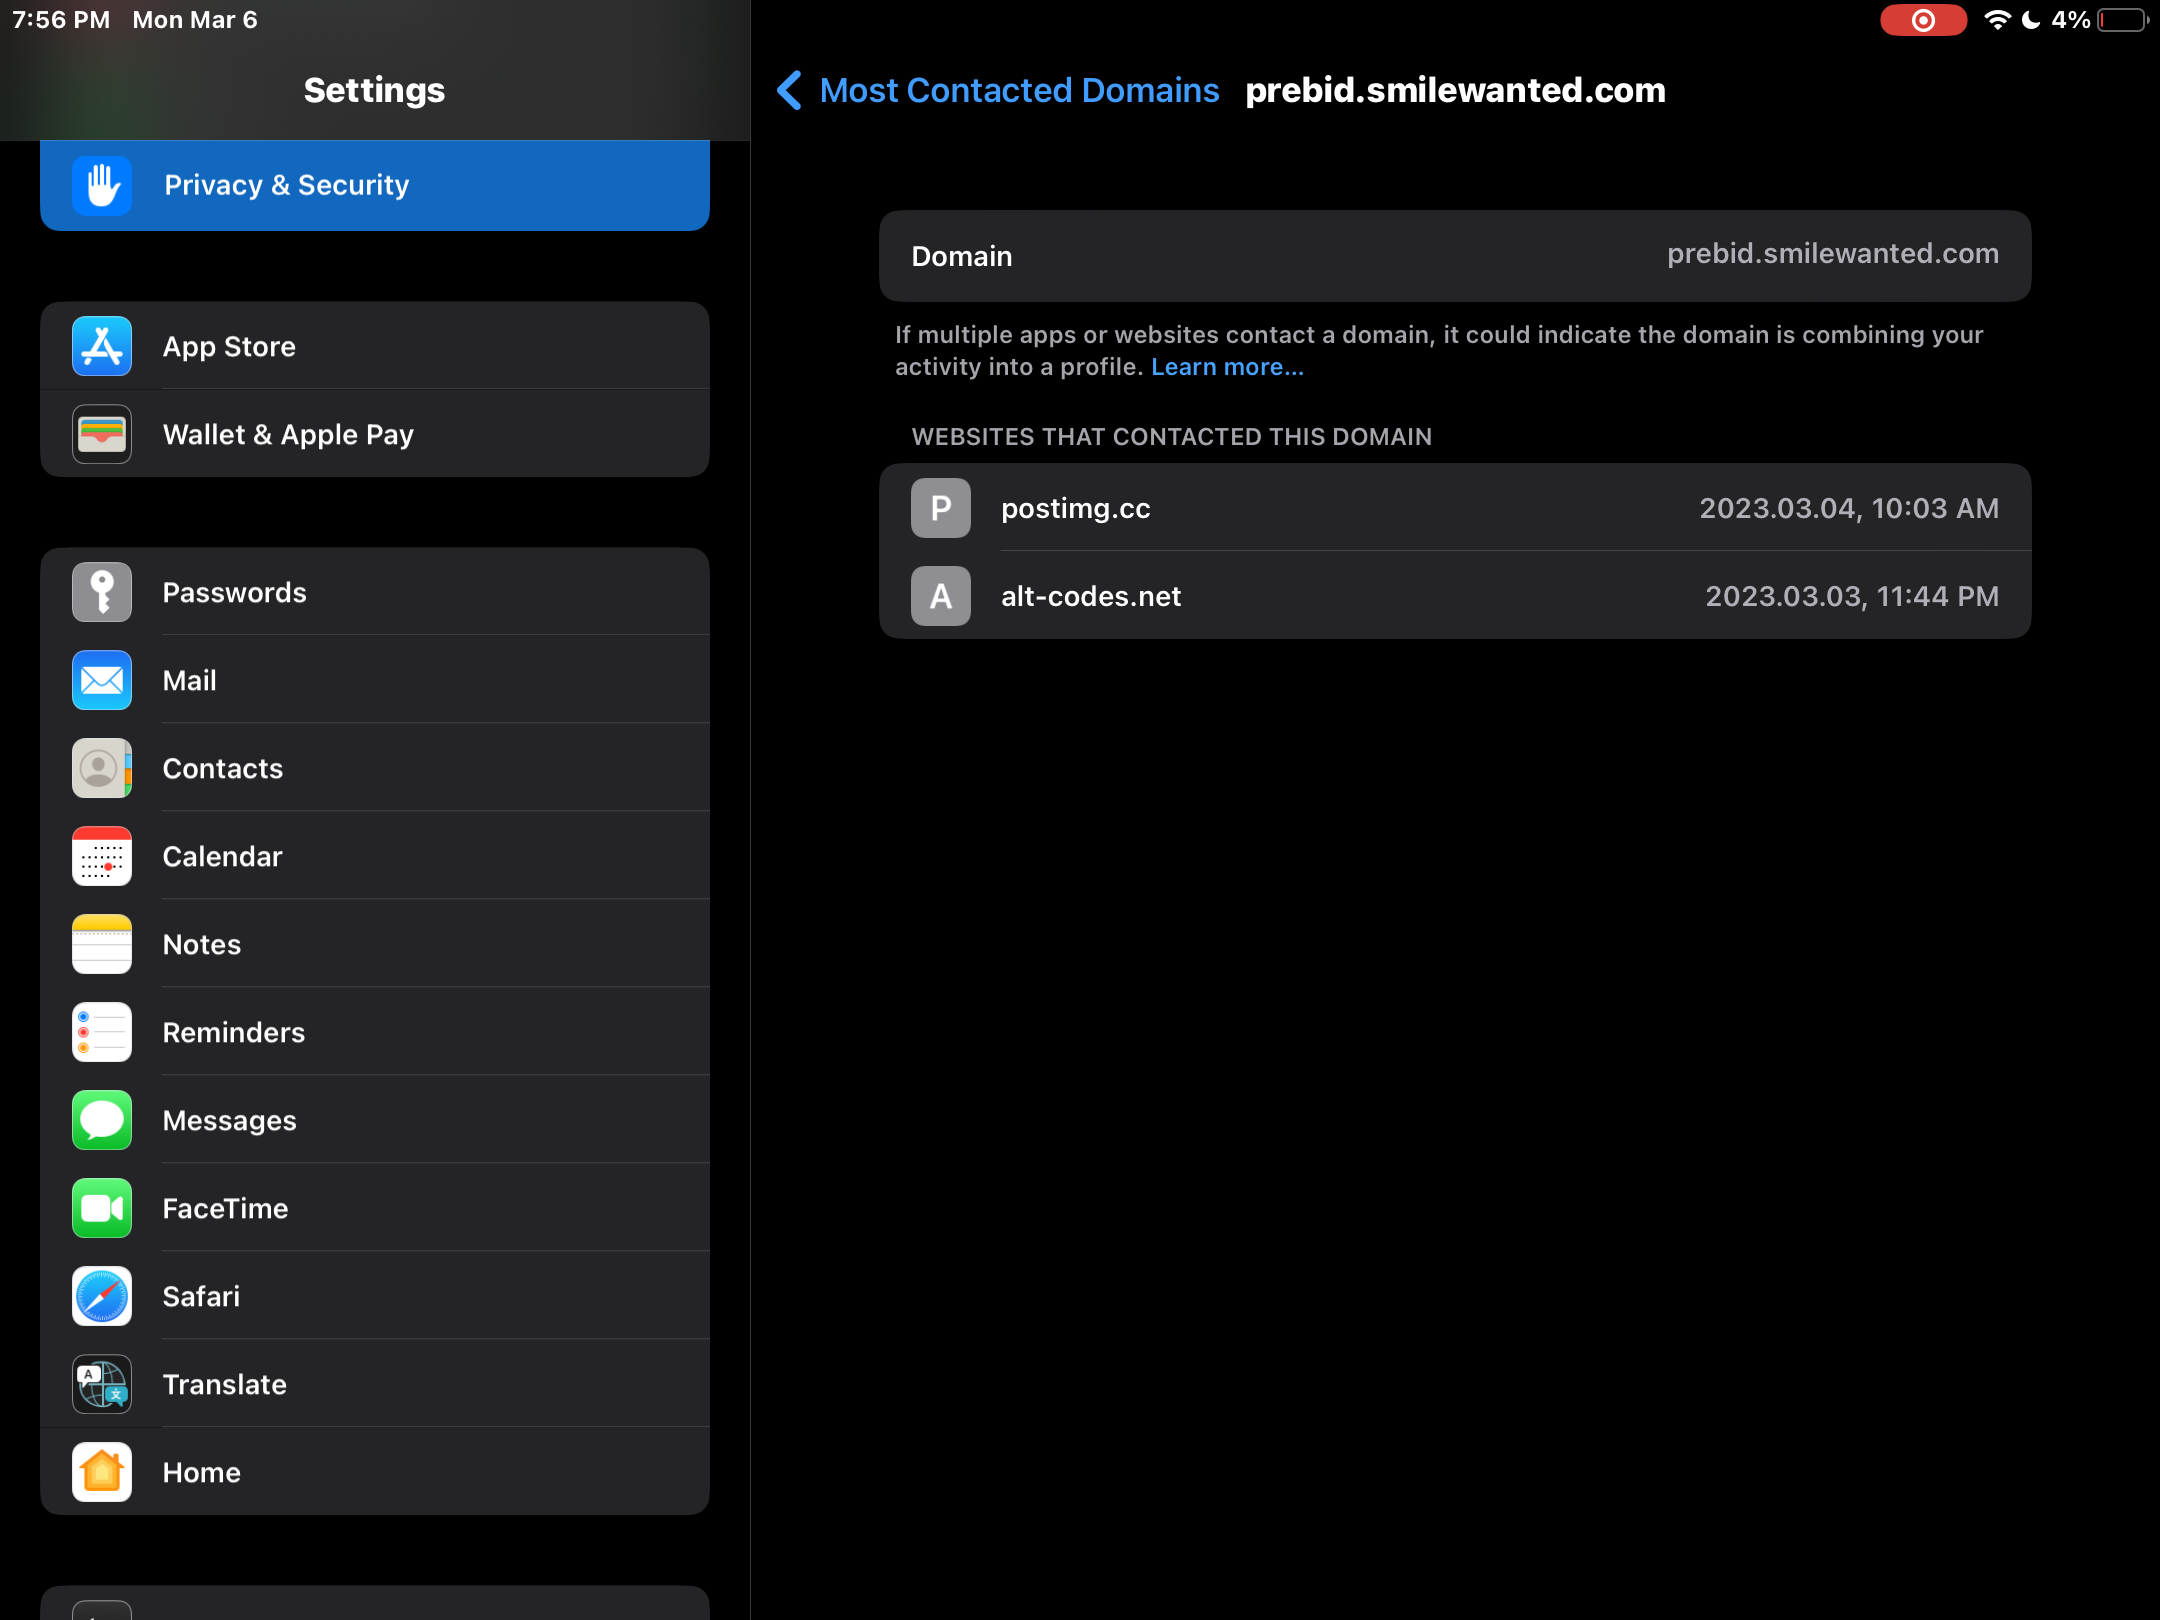 7:56 PM Mon Mar 6
4%
Settings
Privacy & Security
App Store
Wallet & Apple Pay
Passwords
Mail
Contacts
Calendar
Notes
Reminders
Messages
FaceTime
Safari
Translate
Home
Most Contacted Domains prebid.smilewanted.com
Domain prebid.smilewanted.com
If multiple apps or websites contact a domain, it could indicate the domain is combining your
activity into a profile. Learn more...
WEBSITES THAT CONTACTED THIS DOMAIN
P postimg.cc 2023.03.04, 10:03 AM
A alt-codes.net 2023.03.03, 11:44 PM